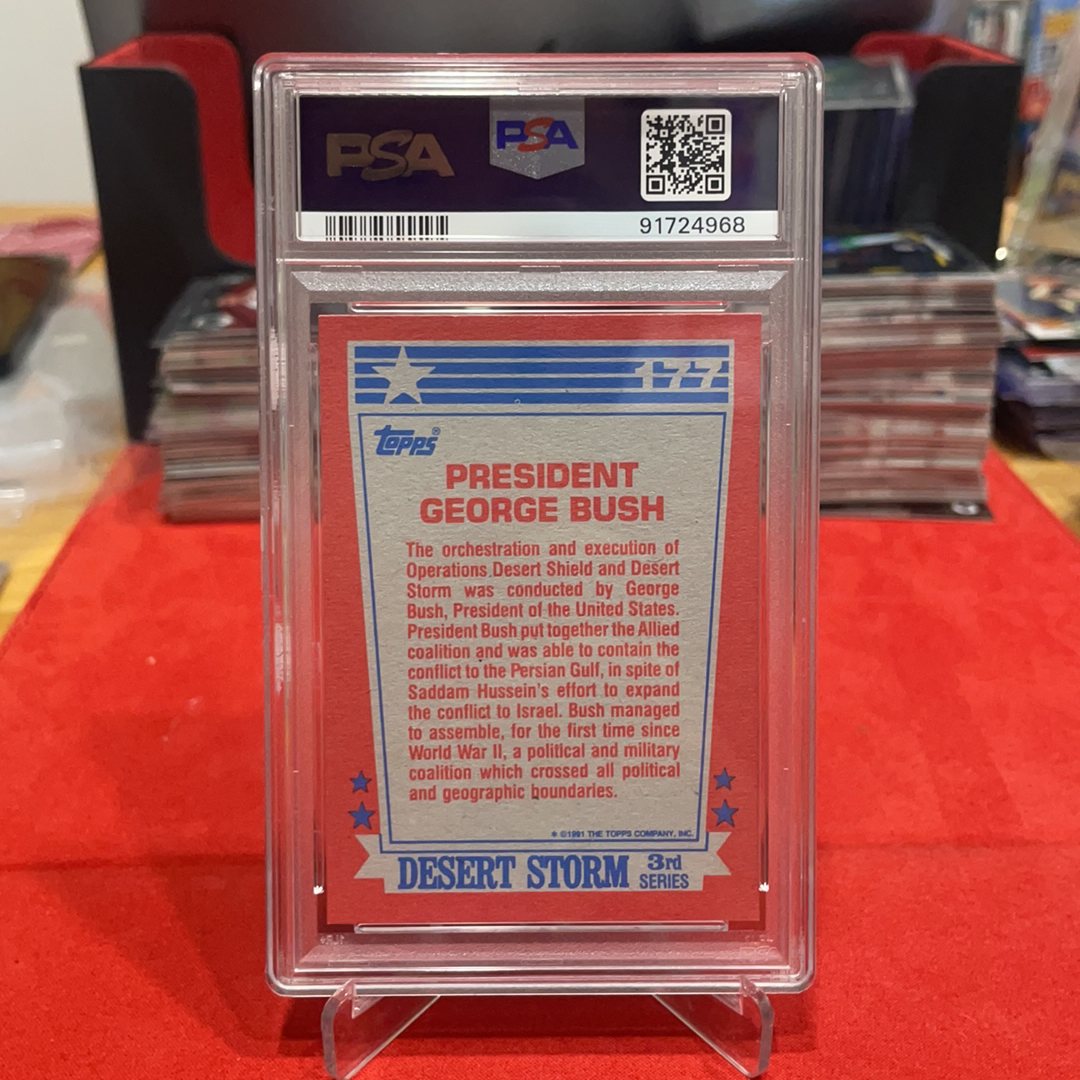 PSA
PSA
91724968
177
topps®
PRESIDENT
GEORGE BUSH
The orchestration and execution of
Operations Desert Shield and Desert
Storm was conducted by George
Bush, President of the United States.
President Bush put together the Allied
coalition and was able to contain the
conflict to the Persian Gulf, in spite of
Saddam Hussein's effort to expand
the conflict to Israel. Bush managed
to assemble, for the first time since
World War II, a political and military
coalition which crossed all political
and geographic boundaries.
* ©1991 THE TOPPS COMPANY, INC.
DESERT STORM 3rd
SERIES